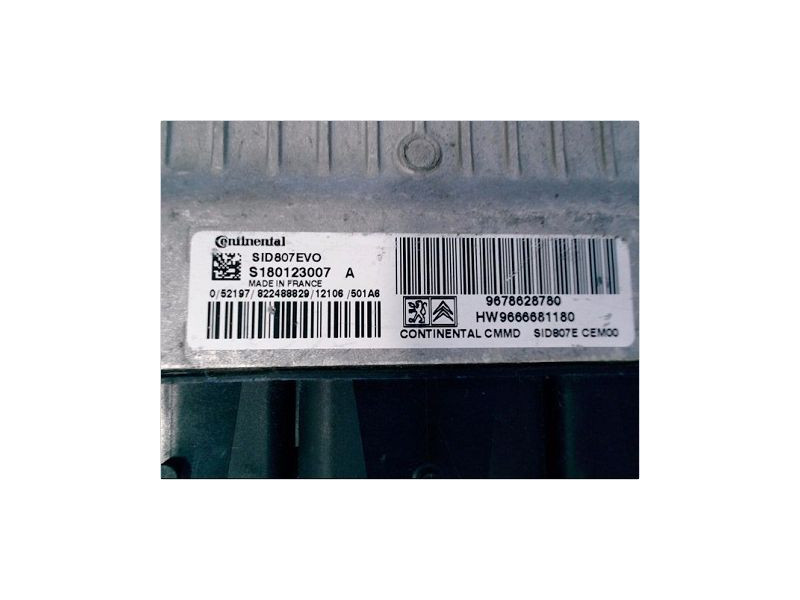 Continental
SID807EVO
S180123007 A
MADE IN FRANCE
0/52197/822488829/12106/501A6
9678628780
HW9666681180
CONTINENTAL CMMD SID807E CEM00